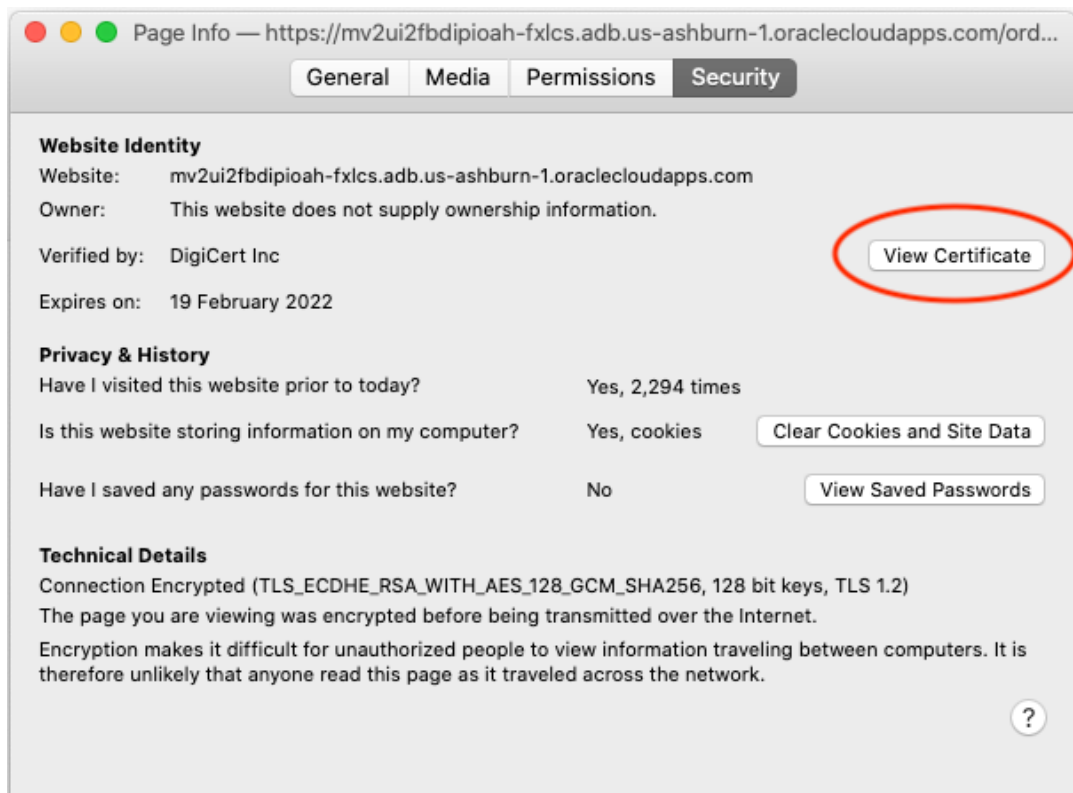 Page Info — https://mv2ui2fbdipioah-fxlcs.adb.us-ashburn-1.oraclecloudapps.com/ord...
General Media Permissions Security
Website Identity
Website: mv2ui2fbdipioah-fxlcs.adb.us-ashburn-1.oraclecloudapps.com
Owner: This website does not supply ownership information.
Verified by: DigiCert Inc View Certificate
Expires on: 19 February 2022
Privacy & History
Have I visited this website prior to today? Yes, 2,294 times
Is this website storing information on my computer? Yes, cookies Clear Cookies and Site Data
Have I saved any passwords for this website? No View Saved Passwords
Technical Details
Connection Encrypted (TLS_ECDHE_RSA_WITH_AES_128_GCM_SHA256, 128 bit keys, TLS 1.2)
The page you are viewing was encrypted before being transmitted over the Internet.
Encryption makes it difficult for unauthorized people to view information traveling between computers. It is
therefore unlikely that anyone read this page as it traveled across the network.
?